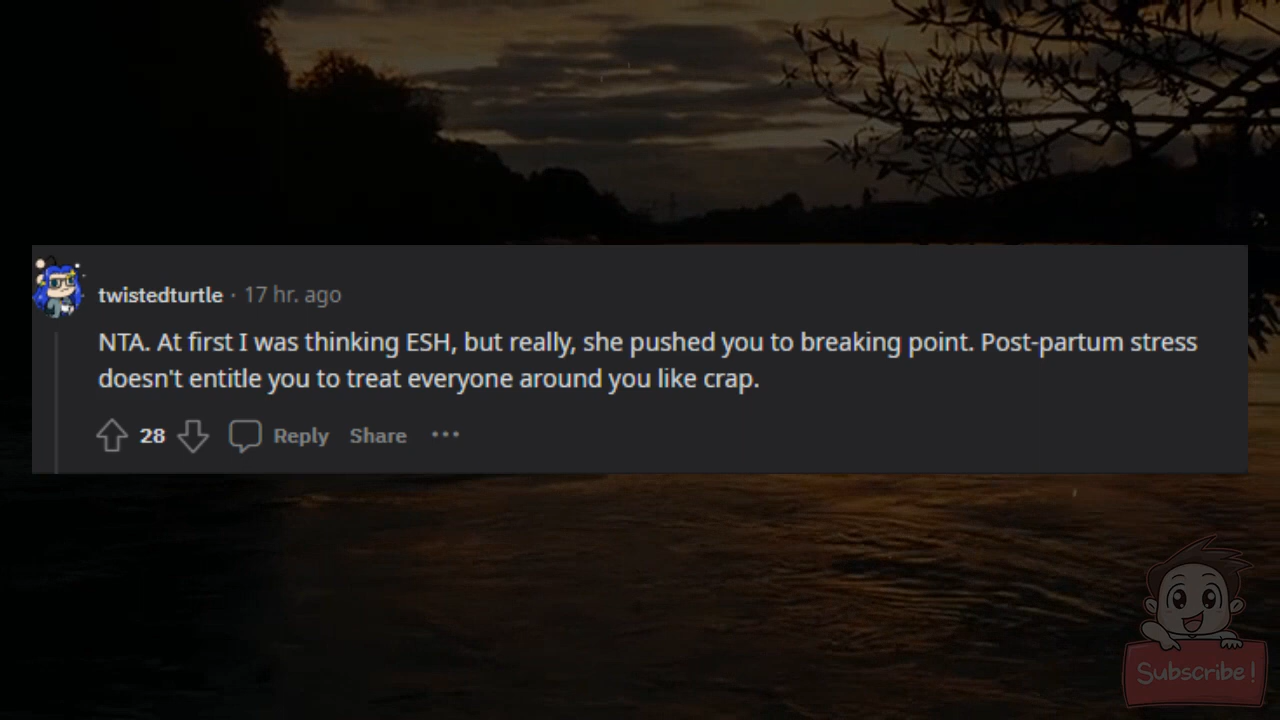 twistedturtle · 17 hr. ago
NTA. At first I was thinking ESH, but really, she pushed you to breaking point. Post-partum stress
doesn't entitle you to treat everyone around you like crap.
28 Reply Share ···
Subscribe!